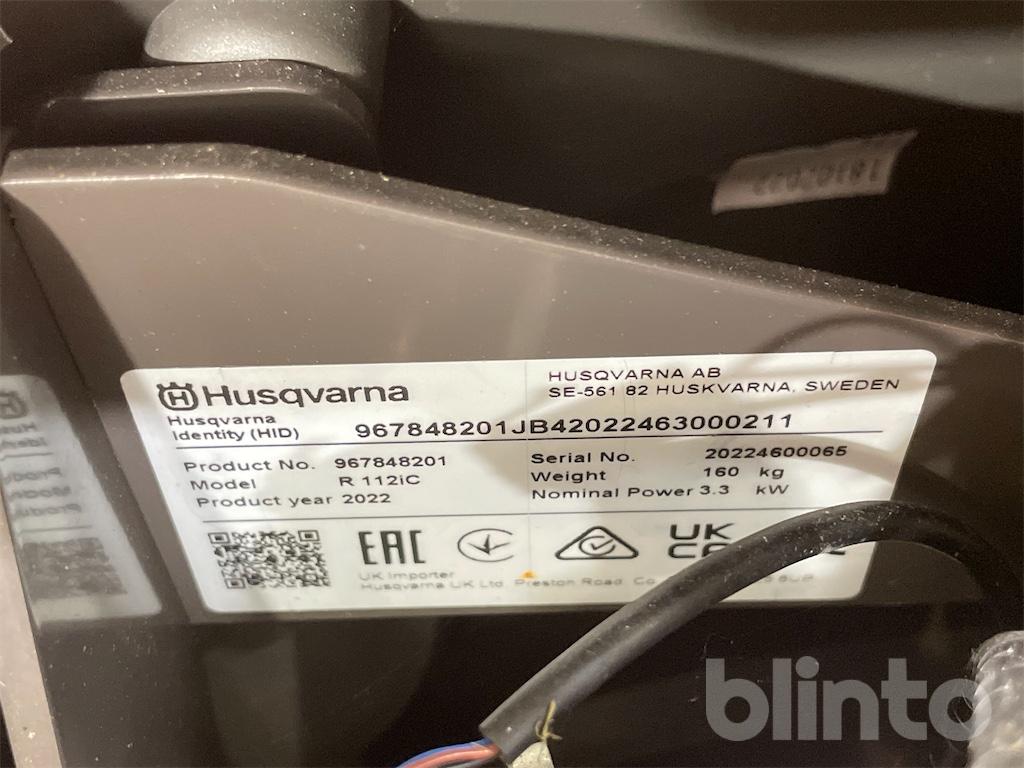 Husqvarna
HUSQVARNA AB
SE-561 82 HUSKVARNA, SWEDEN
Husqvarna
Identity (HID) 967848201JB42022463000211
Product No. 967848201
Model R 112iC
Product year 2022
Serial No. 20224600065
Weight 160 kg
Nominal Power 3.3 kW
EAC
UK
UK Importer
Husqvarna UK Ltd, Preston Road,
blinto